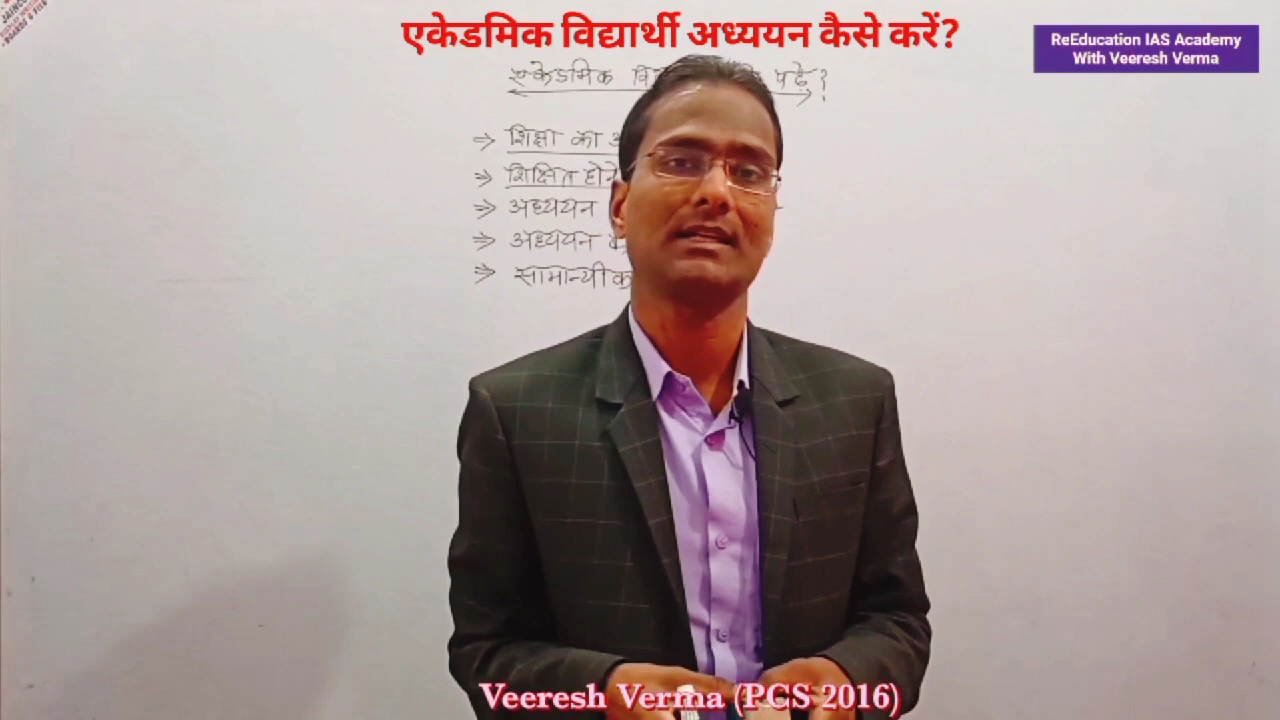 एकेडमिक विद्यार्थी अध्ययन कैसे करें?
ReEducation IAS Academy
With Veeresh Verma
एकेडमिक पढ़े?
⇒ शिक्षा का
⇒ शिक्षित होने
⇒ अध्ययन
⇒ अध्ययन
⇒ सामान्यीक
Veeresh Verma (PCS 2016)